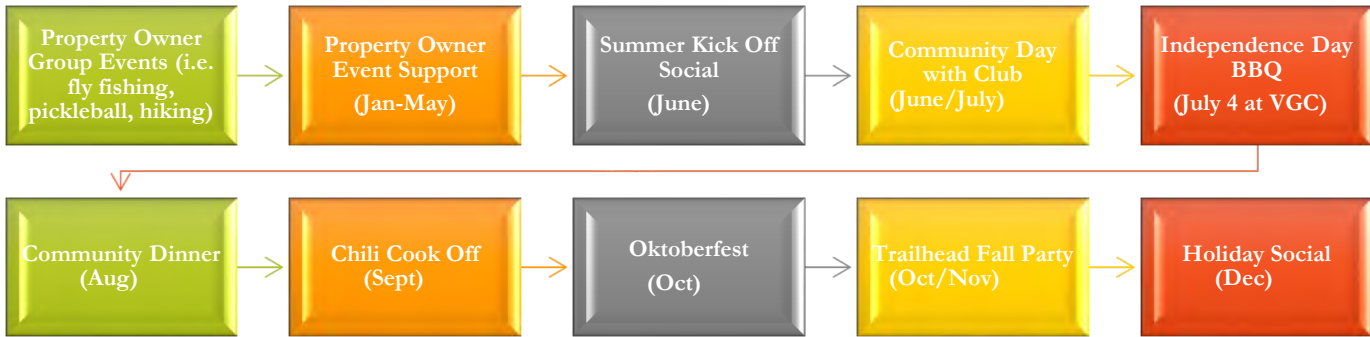 Property Owner
Group Events (i.e.
fly fishing,
pickleball, hiking)
Property Owner
Event Support
(Jan-May)
Summer Kick Off
Social
(June)
Community Day
with Club
(June/July)
Independence Day
BBQ
(July 4 at VGC)
Community Dinner
(Aug)
Chili Cook Off
(Sept)
Oktoberfest
(Oct)
Trailhead Fall Party
(Oct/Nov)
Holiday Social
(Dec)